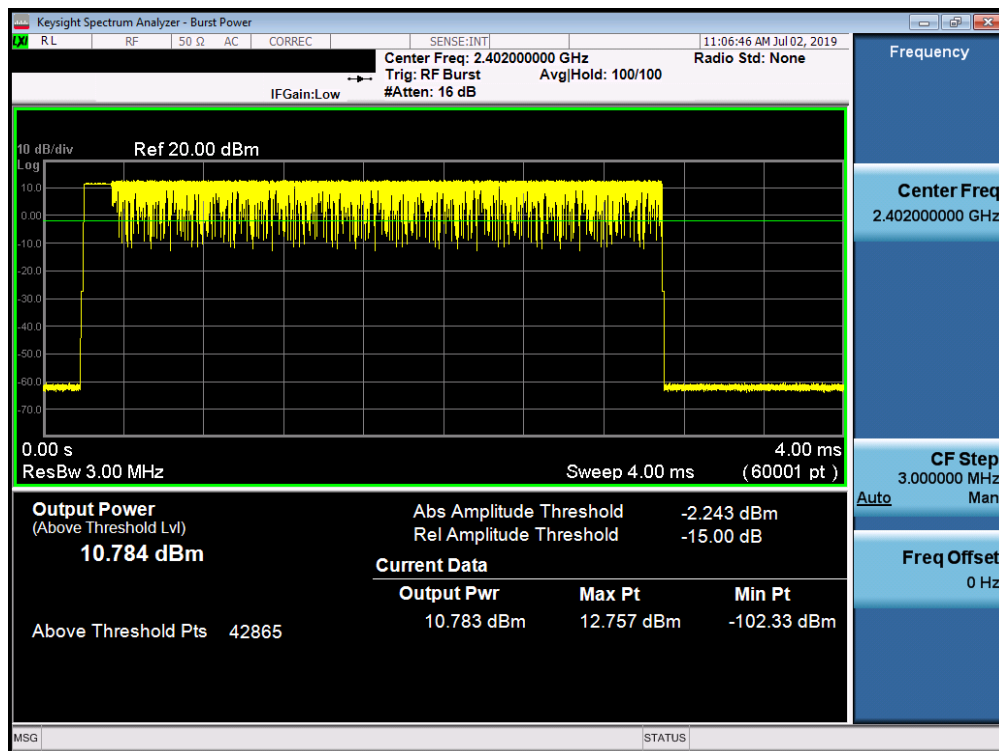 Keysight Spectrum Analyzer - Burst Power
LXI RL RF 50 Ω AC CORREC SENSE:INT 11:06:46 AM Jul 02, 2019
Center Freq: 2.402000000 GHz Radio Std: None
Trig: RF Burst Avg|Hold: 100/100
IFGain:Low #Atten: 16 dB
Frequency
10 dB/div Ref 20.00 dBm
Log
10.0
0.00
-10.0
-20.0
-30.0
-40.0
-50.0
-60.0
-70.0
0.00 s 4.00 ms
ResBw 3.00 MHz Sweep 4.00 ms (60001 pt)
Center Freq
2.402000000 GHz
CF Step
3.000000 MHz
Auto Man
Freq Offset
0 Hz
Output Power
(Above Threshold Lvl)
10.784 dBm
Above Threshold Pts 42865
Abs Amplitude Threshold -2.243 dBm
Rel Amplitude Threshold -15.00 dB
Current Data
Output Pwr Max Pt Min Pt
10.783 dBm 12.757 dBm -102.33 dBm
MSG STATUS